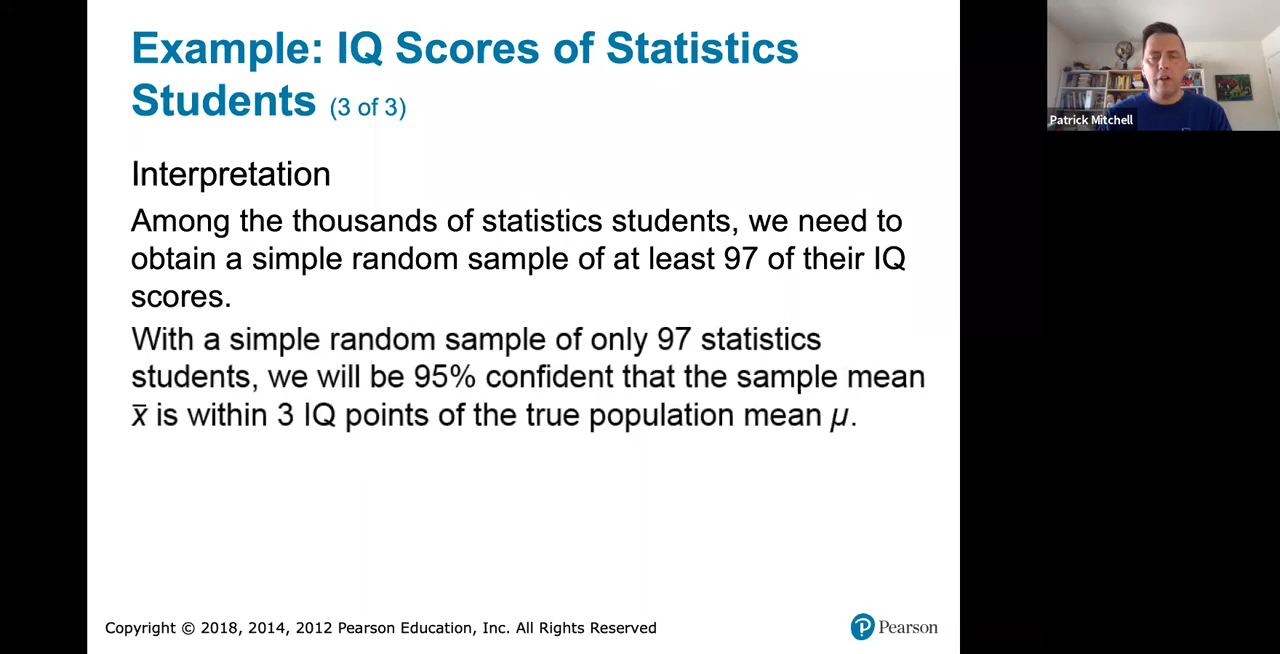 Example: IQ Scores of Statistics
Students (3 of 3)
Interpretation
Among the thousands of statistics students, we need to
obtain a simple random sample of at least 97 of their IQ
scores.
With a simple random sample of only 97 statistics
students, we will be 95% confident that the sample mean
x̄ is within 3 IQ points of the true population mean μ.
Copyright © 2018, 2014, 2012 Pearson Education, Inc. All Rights Reserved
Pearson
Patrick Mitchell